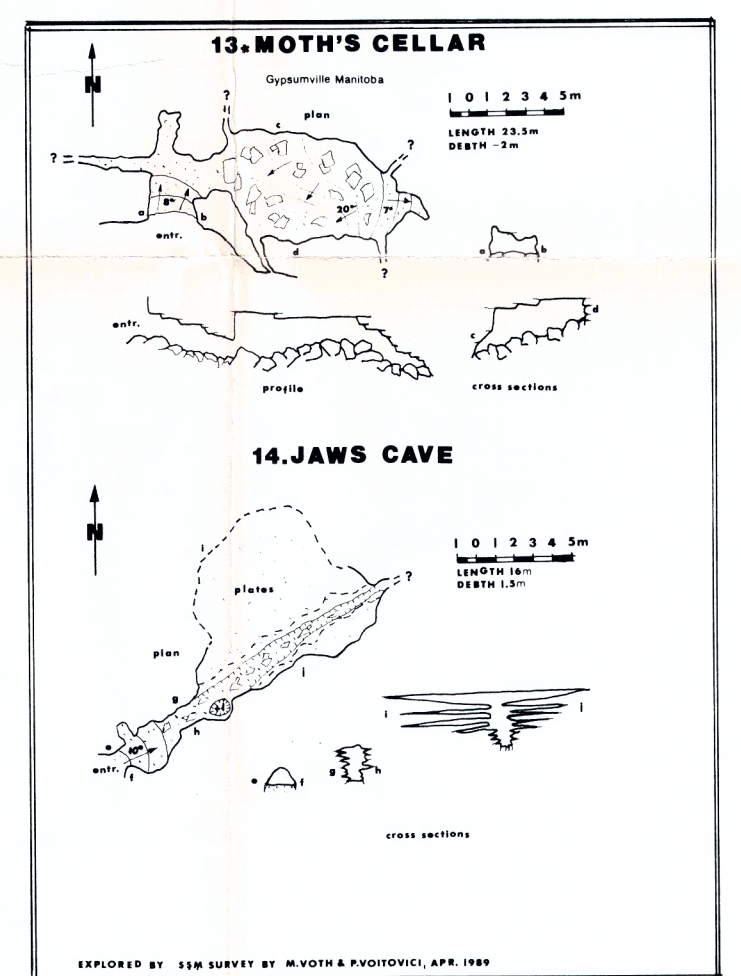 13*MOTH'S CELLAR
N
Gypsumville Manitoba
1 0 1 2 3 4 5m
LENGTH 23.5m
DEBTH -2m
?
plan
c
?
?
8°
20°
7°
a
b
entr.
d
?
a
b
entr.
profile
c
d
cross sections
14.JAWS CAVE
N
1 0 1 2 3 4 5m
LENGTH 16m
DEBTH 1.5m
i
plates
?
plan
g
j
h
e
10°
entr.
f
i
j
e
f
g
h
cross sections
EXPLORED BY SSM SURVEY BY M.VOTH & P.VOITOVICI, APR. 1989